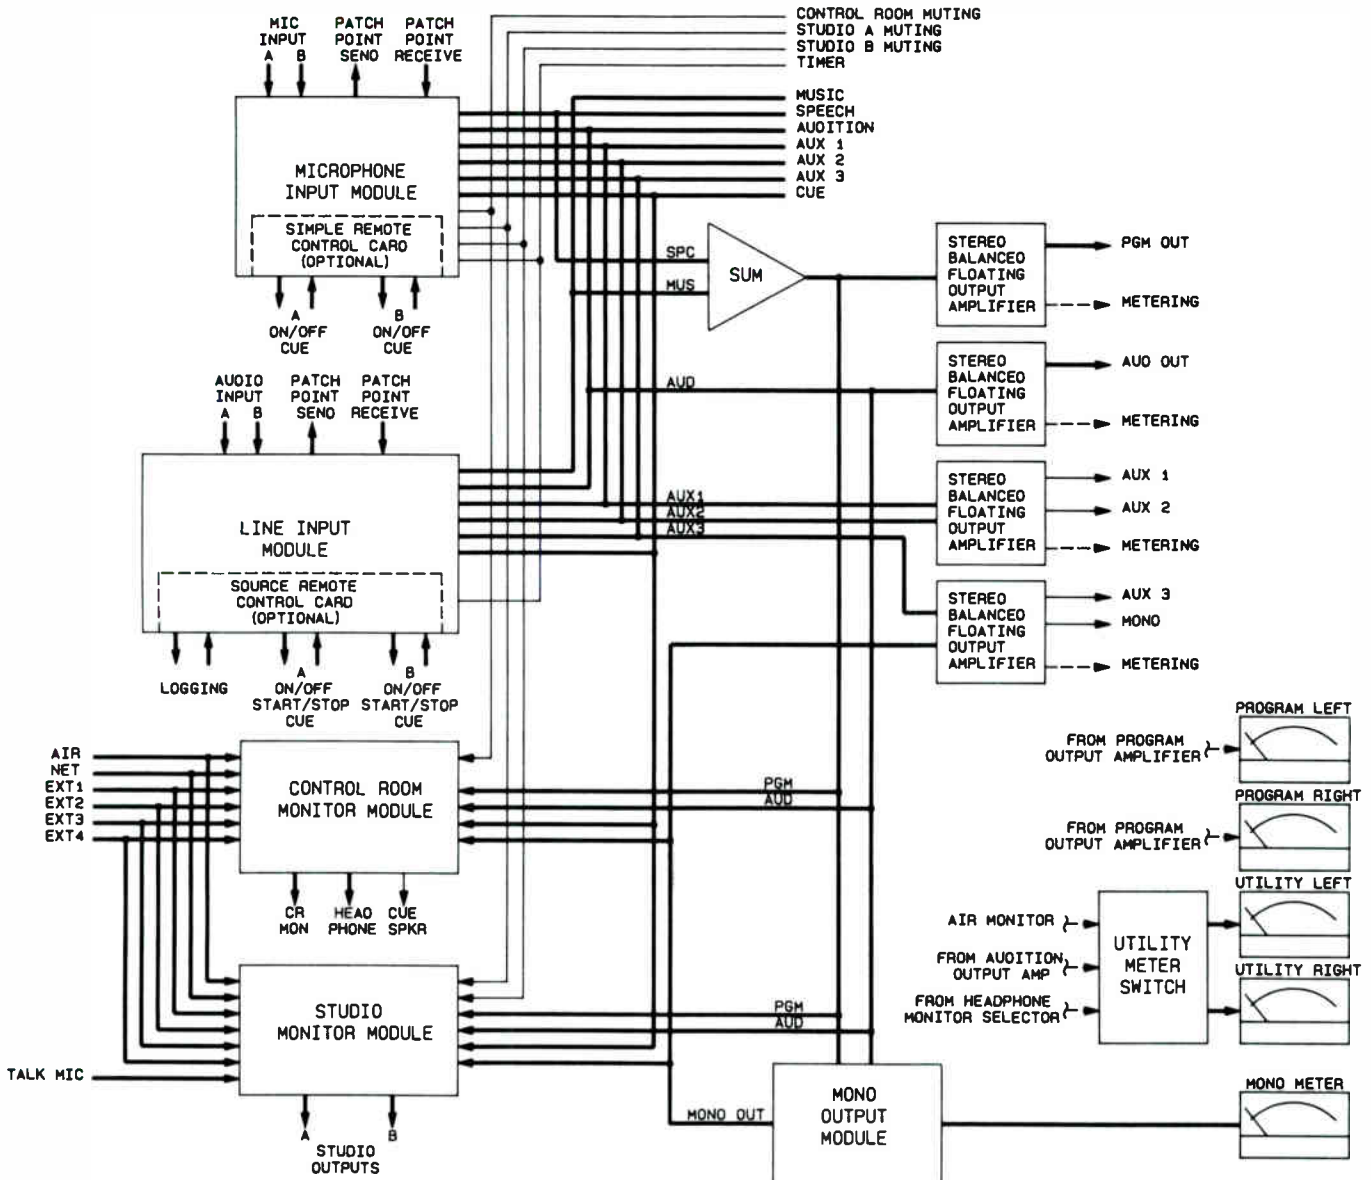 CONTROL ROOM MUTING
STUDIO A MUTING
STUDIO B MUTING
TIMER
MUSIC
SPEECH
AUDITION
AUX 1
AUX 2
AUX 3
CUE
MIC
INPUT
A B
PATCH
POINT
SEND
PATCH
POINT
RECEIVE
MICROPHONE
INPUT MODULE
SIMPLE REMOTE
CONTROL CARD
(OPTIONAL)
A
ON/OFF
CUE
B
ON/OFF
CUE
SPC
MUS
SUM
STEREO
BALANCED
FLOATING
OUTPUT
AMPLIFIER
PGM OUT
METERING
AUD
STEREO
BALANCED
FLOATING
OUTPUT
AMPLIFIER
AUD OUT
METERING
AUDIO
INPUT
A B
PATCH
POINT
SEND
PATCH
POINT
RECEIVE
LINE INPUT
MODULE
SOURCE REMOTE
CONTROL CARD
(OPTIONAL)
LOGGING
A
ON/OFF
START/STOP
CUE
B
ON/OFF
START/STOP
CUE
AUX1
AUX2
AUX3
STEREO
BALANCED
FLOATING
OUTPUT
AMPLIFIER
AUX 1
AUX 2
METERING
STEREO
BALANCED
FLOATING
OUTPUT
AMPLIFIER
AUX 3
MONO
METERING
AIR
NET
EXT1
EXT2
EXT3
EXT4
CONTROL ROOM
MONITOR MODULE
PGM
AUD
CR
MON
HEAD
PHONE
CUE
SPKR
STUDIO
MONITOR MODULE
PGM
AUD
TALK MIC
A B
STUDIO
OUTPUTS
MONO OUT
MONO
OUTPUT
MODULE
PROGRAM LEFT
FROM PROGRAM
OUTPUT AMPLIFIER
PROGRAM RIGHT
FROM PROGRAM
OUTPUT AMPLIFIER
UTILITY LEFT
AIR MONITOR
FROM AUDITION
OUTPUT AMP
FROM HEADPHONE
MONITOR SELECTOR
UTILITY
METER
SWITCH
UTILITY RIGHT
MONO METER